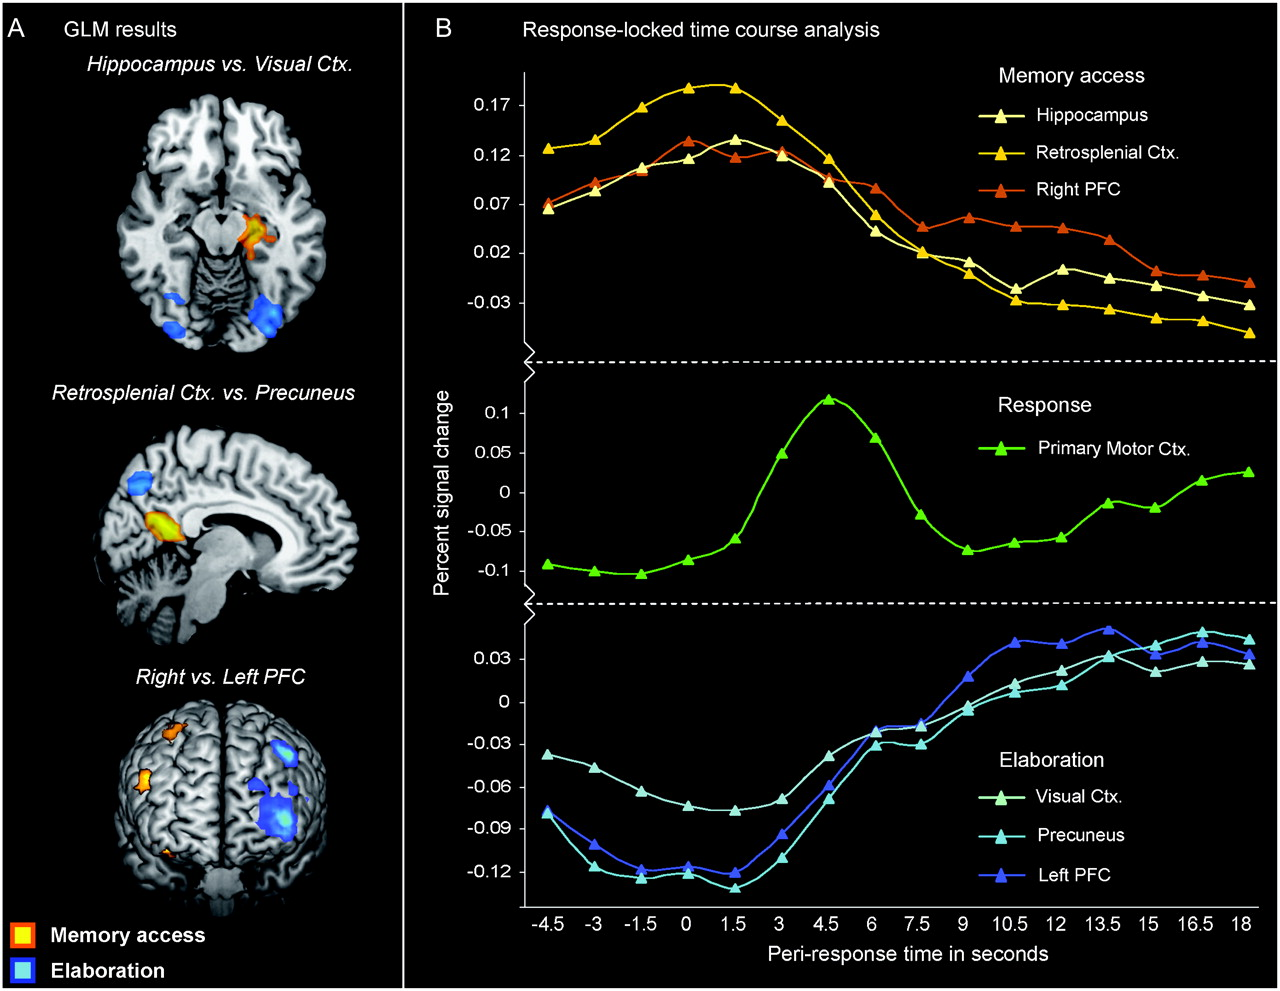 A
GLM results
Hippocampus vs. Visual Ctx.
Retrosplenial Ctx. vs. Precuneus
Right vs. Left PFC
Memory access
Elaboration
B
Response-locked time course analysis
Percent signal change
0.17
0.12
0.07
0.02
-0.03
Memory access
Hippocampus
Retrosplenial Ctx.
Right PFC
0.1
0.05
0
-0.05
-0.1
Response
Primary Motor Ctx.
0.03
0
-0.03
-0.06
-0.09
-0.12
Elaboration
Visual Ctx.
Precuneus
Left PFC
-4.5 -3 -1.5 0 1.5 3 4.5 6 7.5 9 10.5 12 13.5 15 16.5 18
Peri-response time in seconds